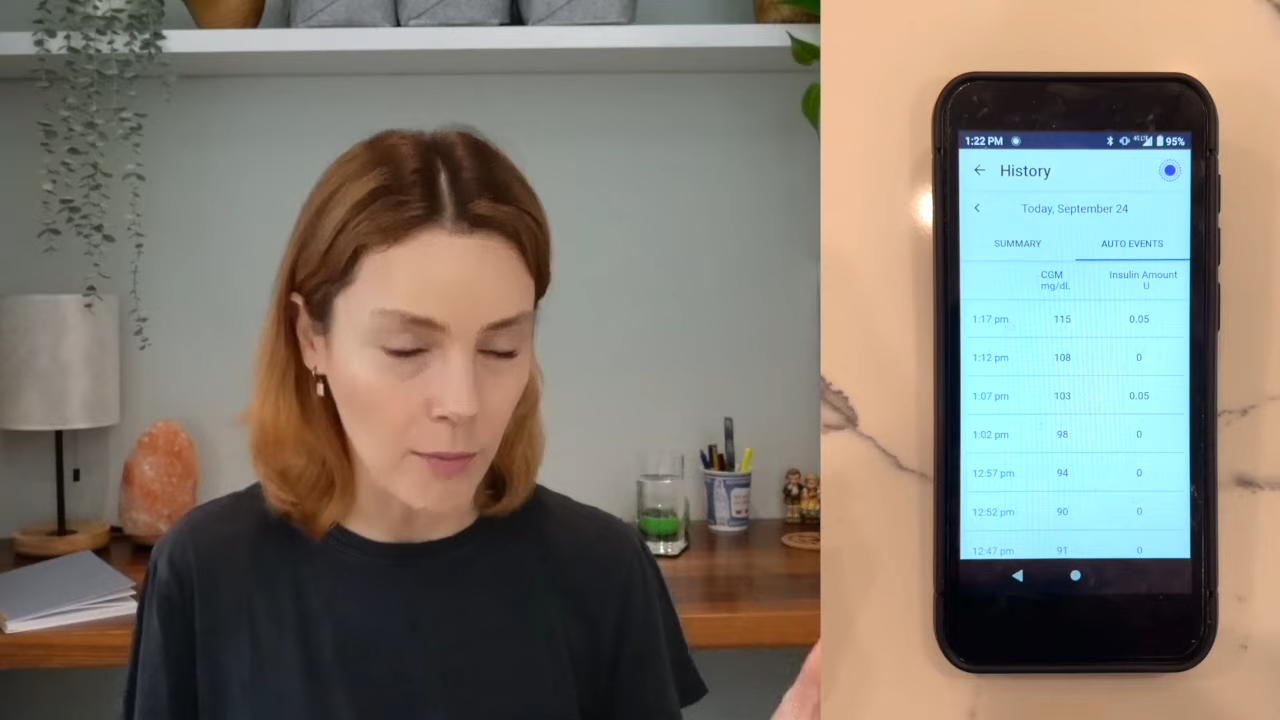 1:22 PM 4G LTE 95%
History
Today, September 24
SUMMARY AUTO EVENTS
CGM Insulin Amount
mg/dL U
1:17 pm 115 0.05
1:12 pm 108 0
1:07 pm 103 0.05
1:02 pm 98 0
12:57 pm 94 0
12:52 pm 90 0
12:47 pm 91 0